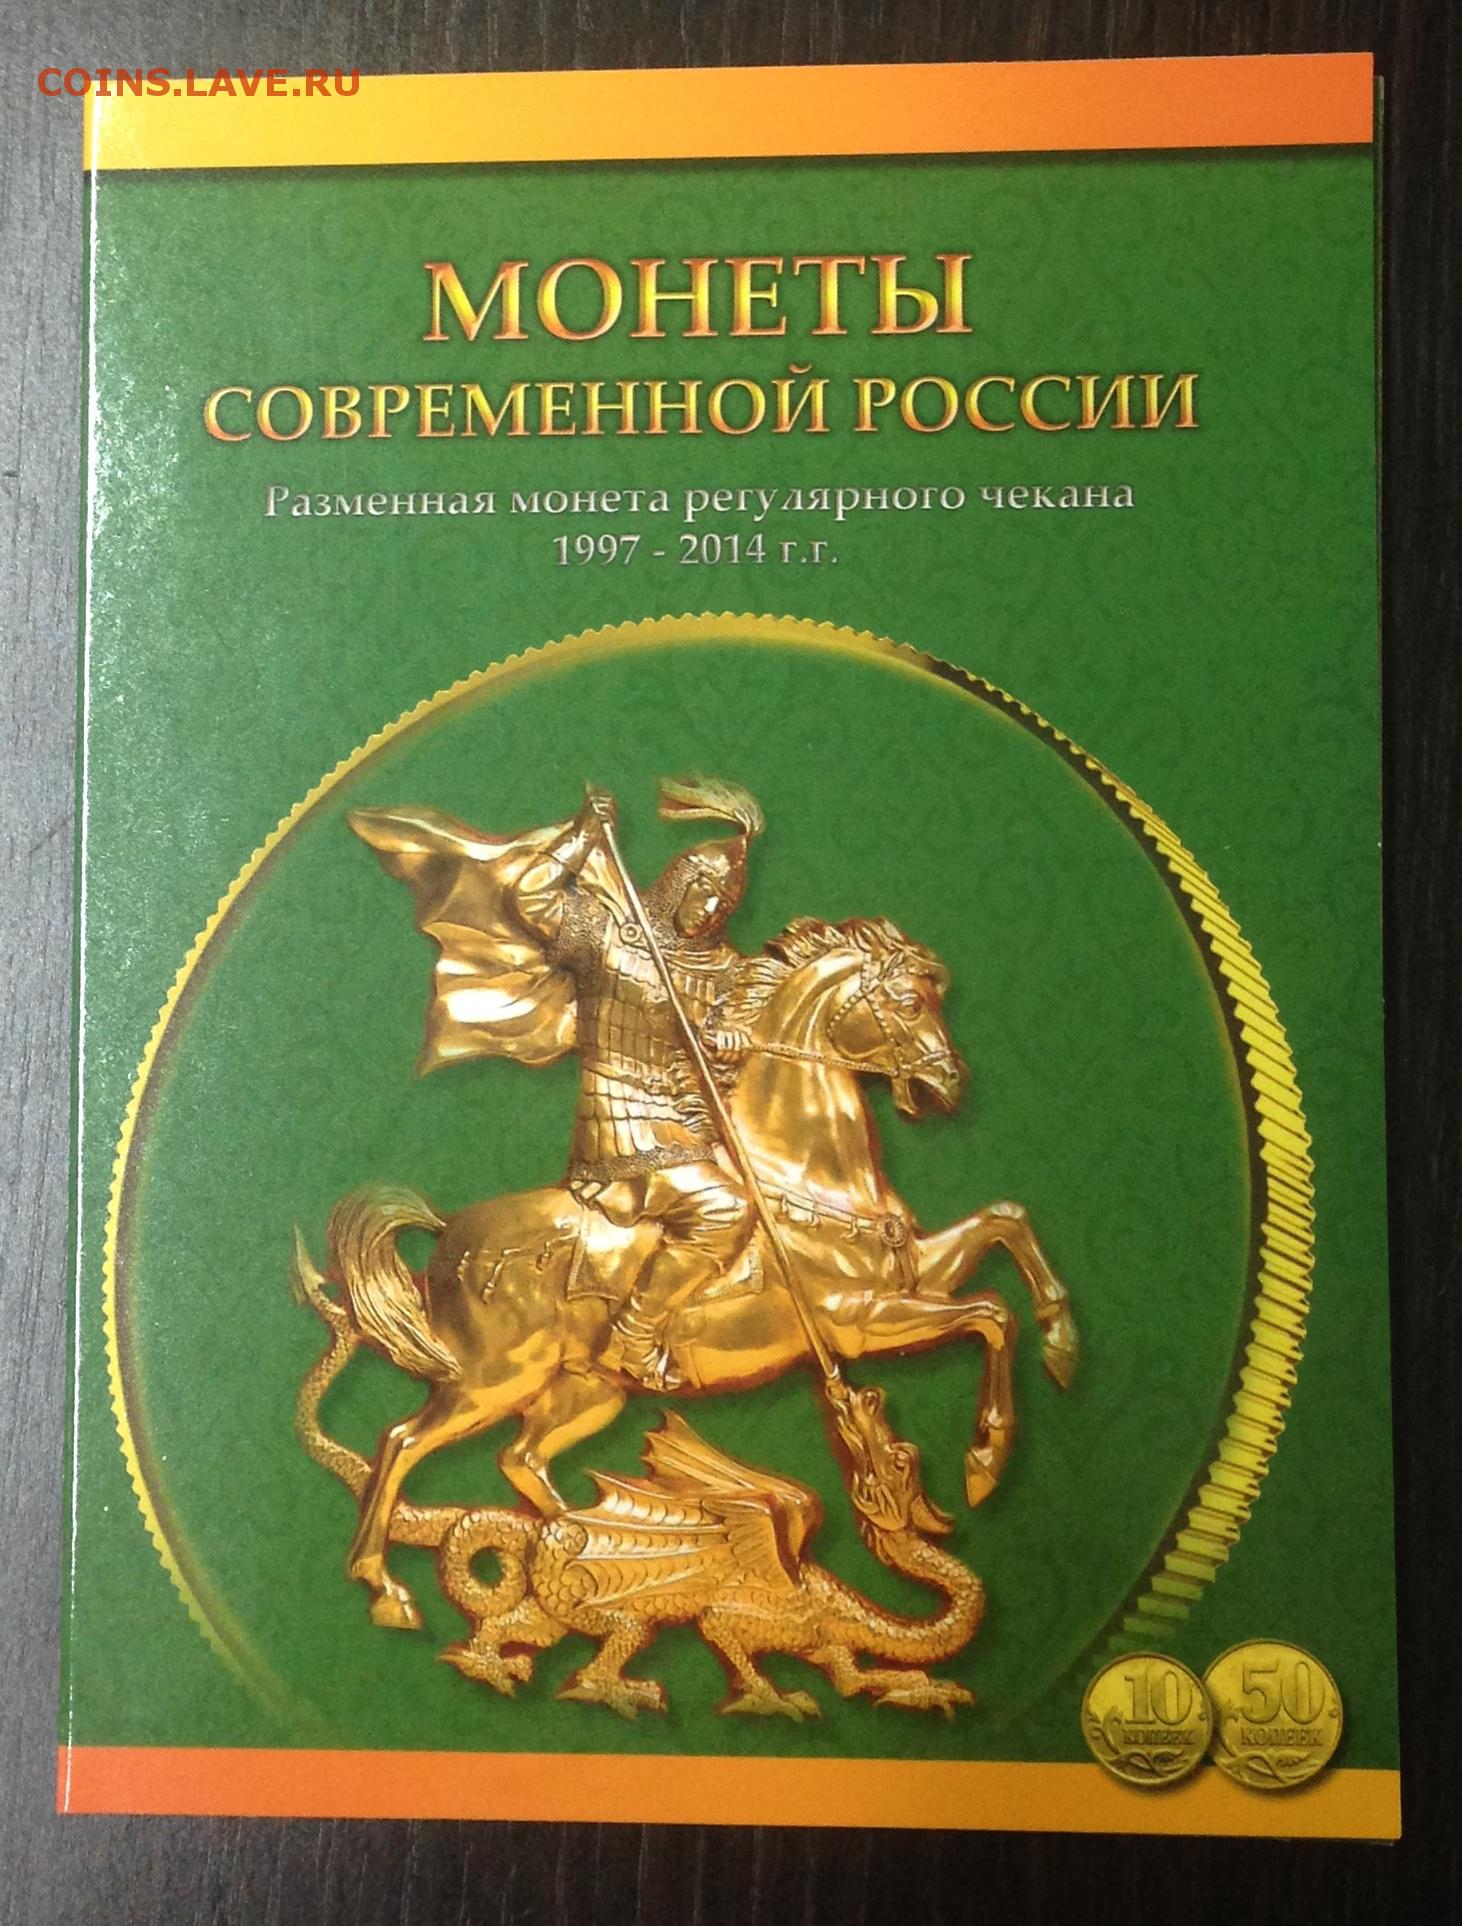 COINS.LAVE.RU
МОНЕТЫ
СОВРЕМЕННОЙ РОССИИ
Разменная монета регулярного чекана
1997 - 2014 г.г.
10
КОПЕЕК
50
КОПЕЕК